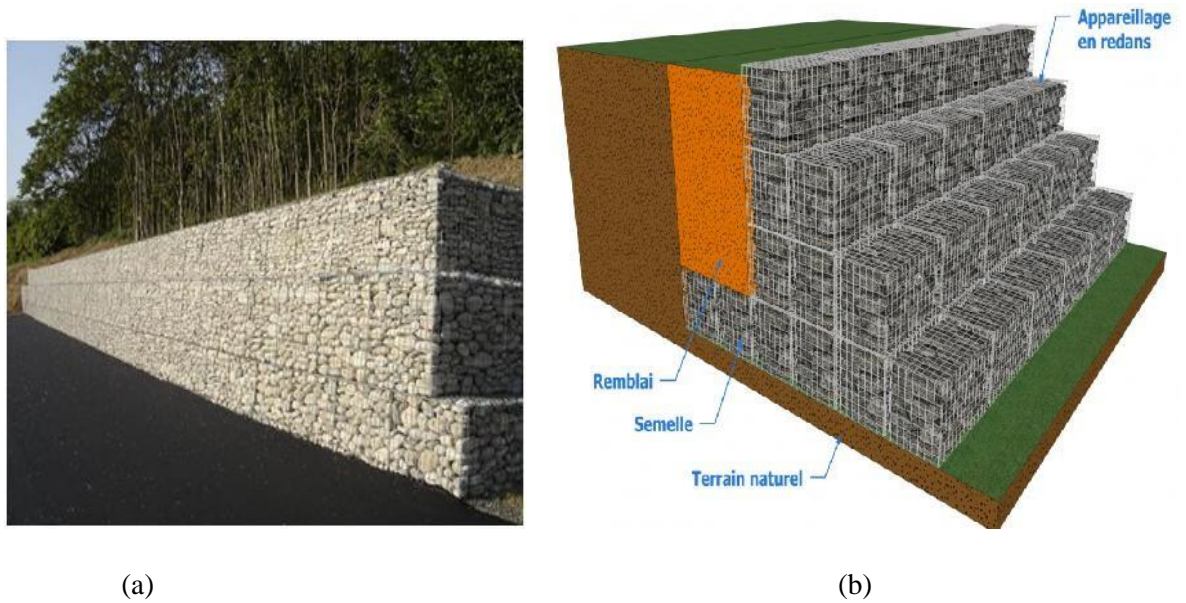 Appareillage
en redans
Remblai
Semelle
Terrain naturel
(a)
(b)